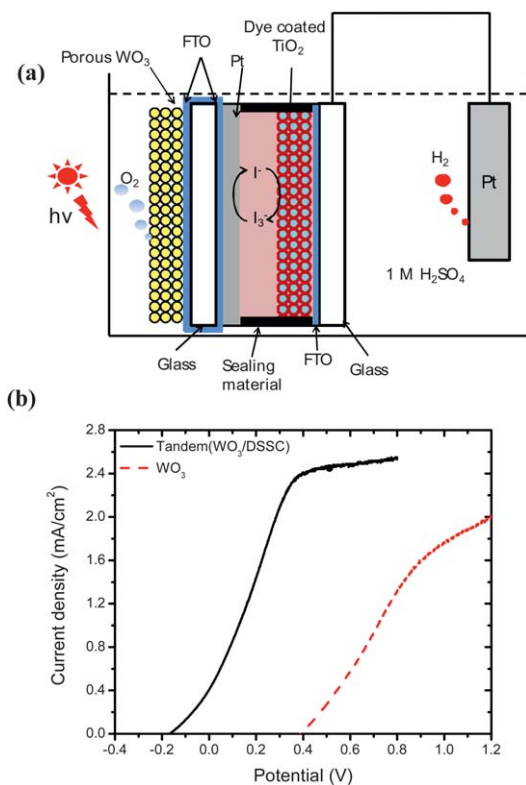 Dye coated
TiO₂
FTO
Porous WO₃
Pt
(a)
O₂
hν
I⁻
I₃⁻
H₂
Pt
1 M H₂SO₄
Glass
Sealing
material
FTO
Glass
(b)
2.8
2.4
2.0
1.6
1.2
0.8
0.4
0.0
Current density (mA/cm²)
Tandem(WO₃/DSSC)
WO₃
-0.4 -0.2 0.0 0.2 0.4 0.6 0.8 1.0 1.2
Potential (V)